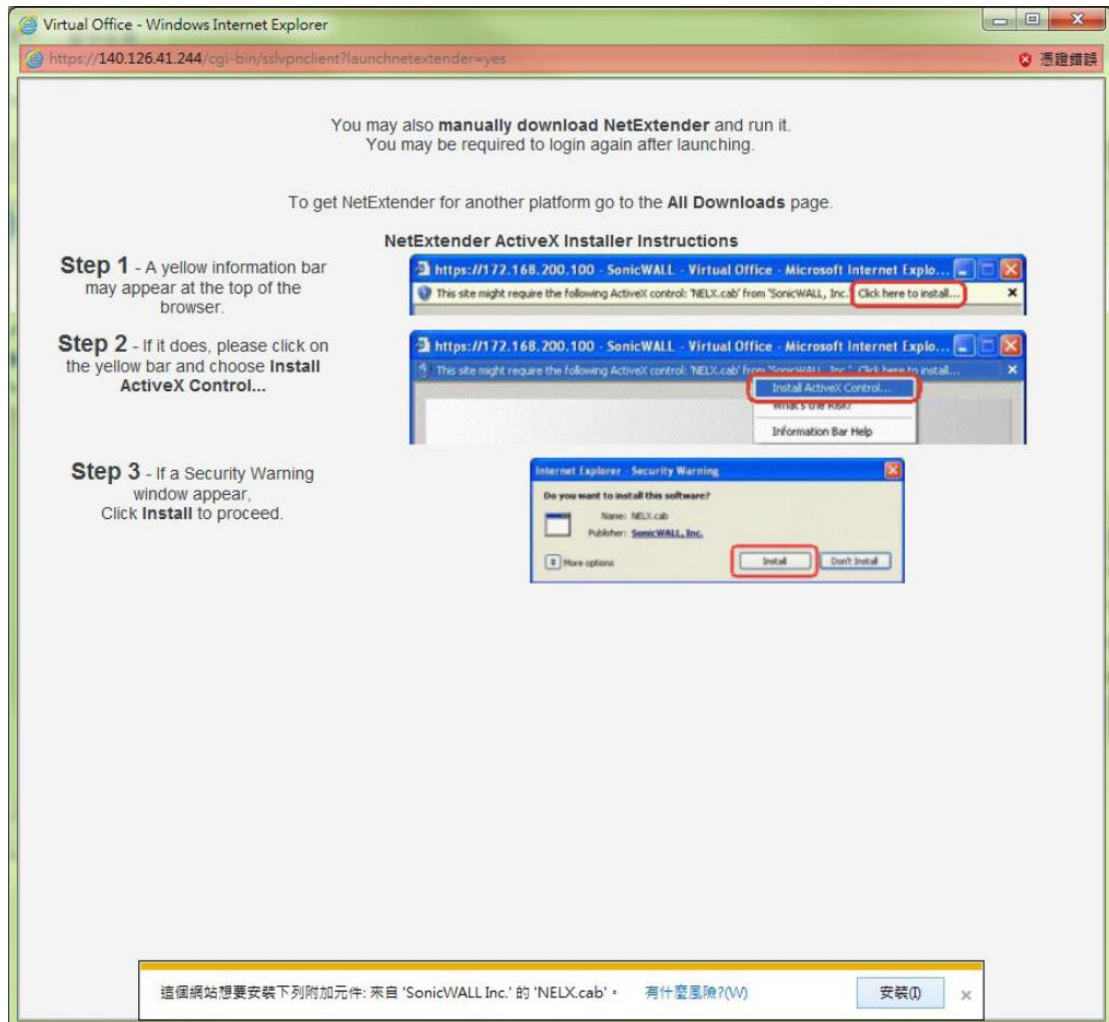 Virtual Office - Windows Internet Explorer
https://140.126.41.244/cgi-bin/sslvpnclient?launchnetextender=yes 憑證錯誤
You may also manually download NetExtender and run it.
You may be required to login again after launching.
To get NetExtender for another platform go to the All Downloads page.
NetExtender ActiveX Installer Instructions
Step 1 - A yellow information bar
may appear at the top of the
browser.
https://172.168.200.100 - SonicWALL - Virtual Office - Microsoft Internet Explo...
This site might require the following ActiveX control: 'NELX.cab' from 'SonicWALL, Inc.' Click here to install...
Step 2 - If it does, please click on
the yellow bar and choose Install
ActiveX Control...
https://172.168.200.100 - SonicWALL - Virtual Office - Microsoft Internet Explo...
This site might require the following ActiveX control: 'NELX.cab' from 'SonicWALL, Inc.' Click here to install...
Install ActiveX Control...
What's the Risk?
Information Bar Help
Step 3 - If a Security Warning
window appear,
Click Install to proceed.
Internet Explorer - Security Warning
Do you want to install this software?
Name: NELX.cab
Publisher: SonicWALL, Inc.
More options
Install
Don't Install
這個網站想要安裝下列附加元件: 來自 'SonicWALL Inc.' 的 'NELX.cab'。 有什麼風險?(W) 安裝(I)